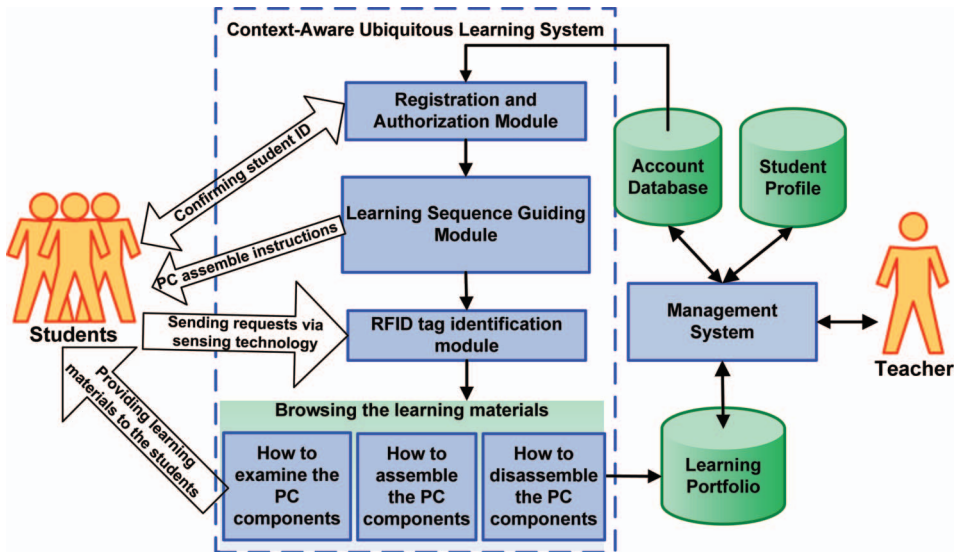 Context-Aware Ubiquitous Learning System
Registration and
Authorization Module
Confirming student ID
Account
Database
Student
Profile
Learning Sequence Guiding
Module
PC assemble instructions
Students
Sending requests via
sensing technology
RFID tag identification
module
Management
System
Teacher
Providing learning
materials to the students
Browsing the learning materials
How to
examine the
PC
components
How to
assemble
the PC
components
How to
disassemble
the PC
components
Learning
Portfolio